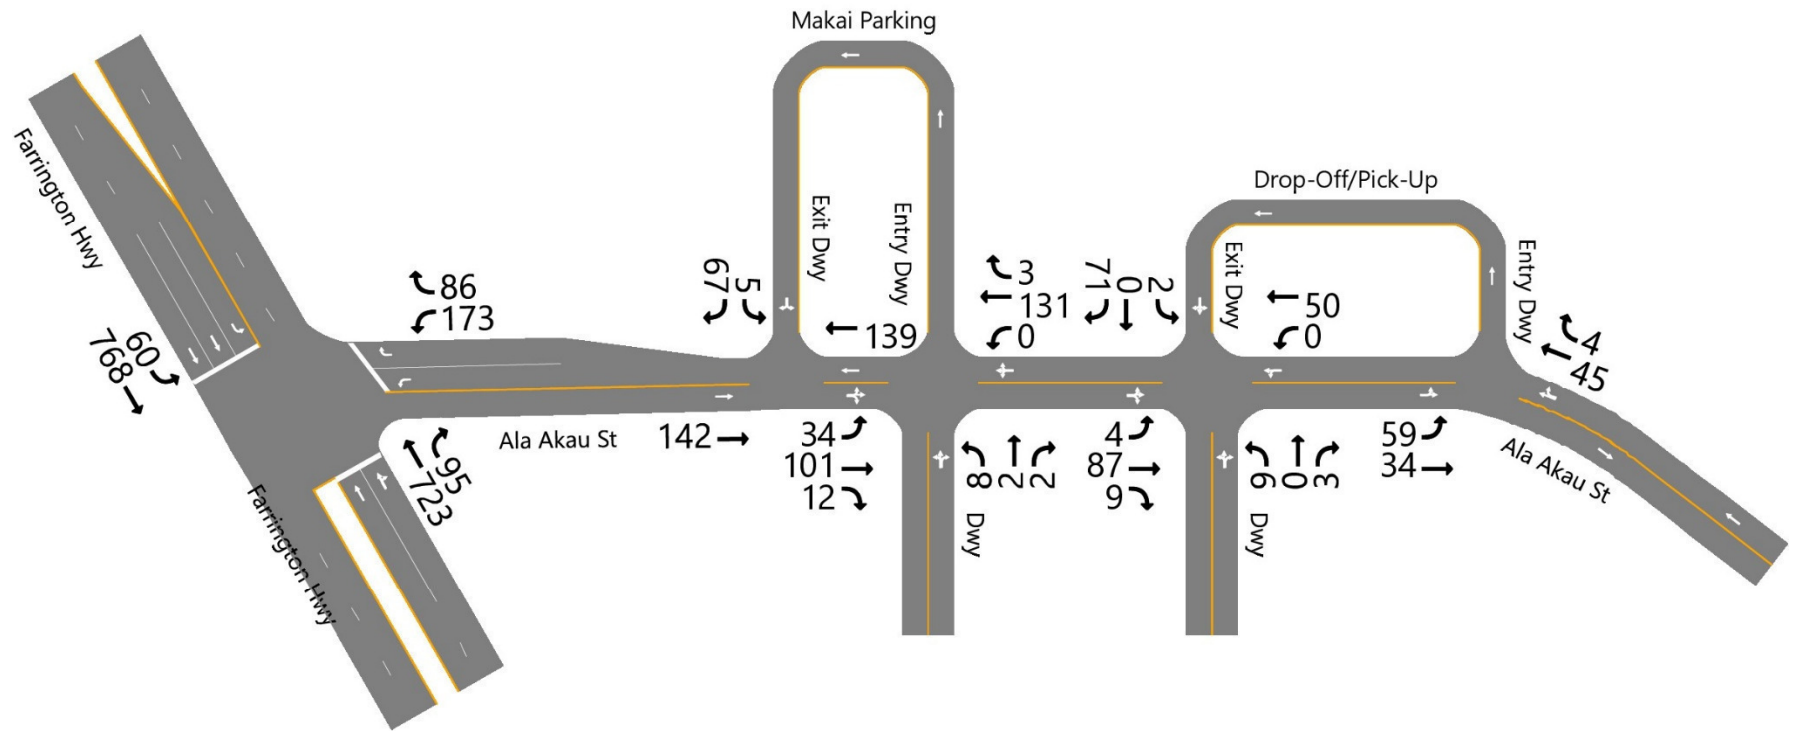 Makai Parking
Drop-Off/Pick-Up
Farrington Hwy
Exit Dwy
Entry Dwy
Exit Dwy
Entry Dwy
86
173
67
5
139
3
131
0
71
0
2
50
0
4
45
60
768
95
723
Ala Akau St
142
34
101
12
8
2
2
4
87
9
9
0
3
59
34
Ala Akau St
Farrington Hwy
Dwy
Dwy